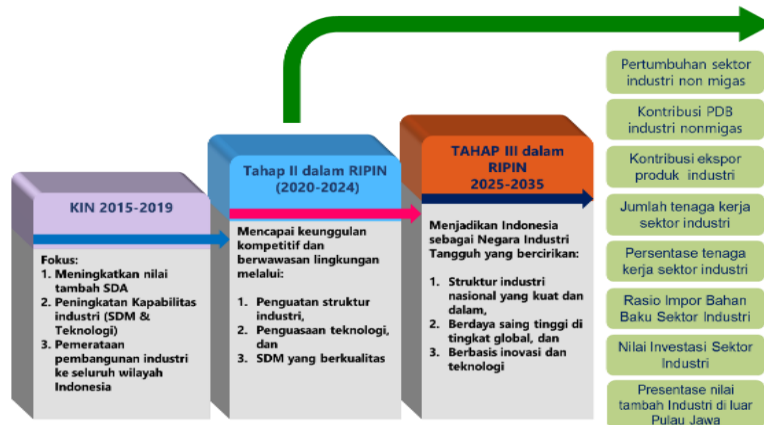 KIN 2015-2019
Fokus:
1. Meningkatkan nilai
tambah SDA
2. Peningkatan Kapabilitas
industri (SDM &
Teknologi)
3. Pemerataan
pembangunan industri
ke seluruh wilayah
Indonesia
Tahap II dalam RIPIN
(2020-2024)
Mencapai keunggulan
kompetitif dan
berwawasan lingkungan
melalui:
1. Penguatan struktur
industri,
2. Penguasaan teknologi,
dan
3. SDM yang berkualitas
TAHAP III dalam
RIPIN
2025-2035
Menjadikan Indonesia
sebagai Negara Industri
Tangguh yang bercirikan:
1. Struktur industri
nasional yang kuat dan
dalam,
2. Berdaya saing tinggi di
tingkat global, dan
3. Berbasis inovasi dan
teknologi
Pertumbuhan sektor
industri non migas
Kontribusi PDB
industri nonmigas
Kontribusi ekspor
produk industri
Jumlah tenaga kerja
sektor industri
Persentase tenaga
kerja sektor industri
Rasio Impor Bahan
Baku Sektor Industri
Nilai Investasi Sektor
Industri
Presentase nilai
tambah Industri di luar
Pulau Jawa